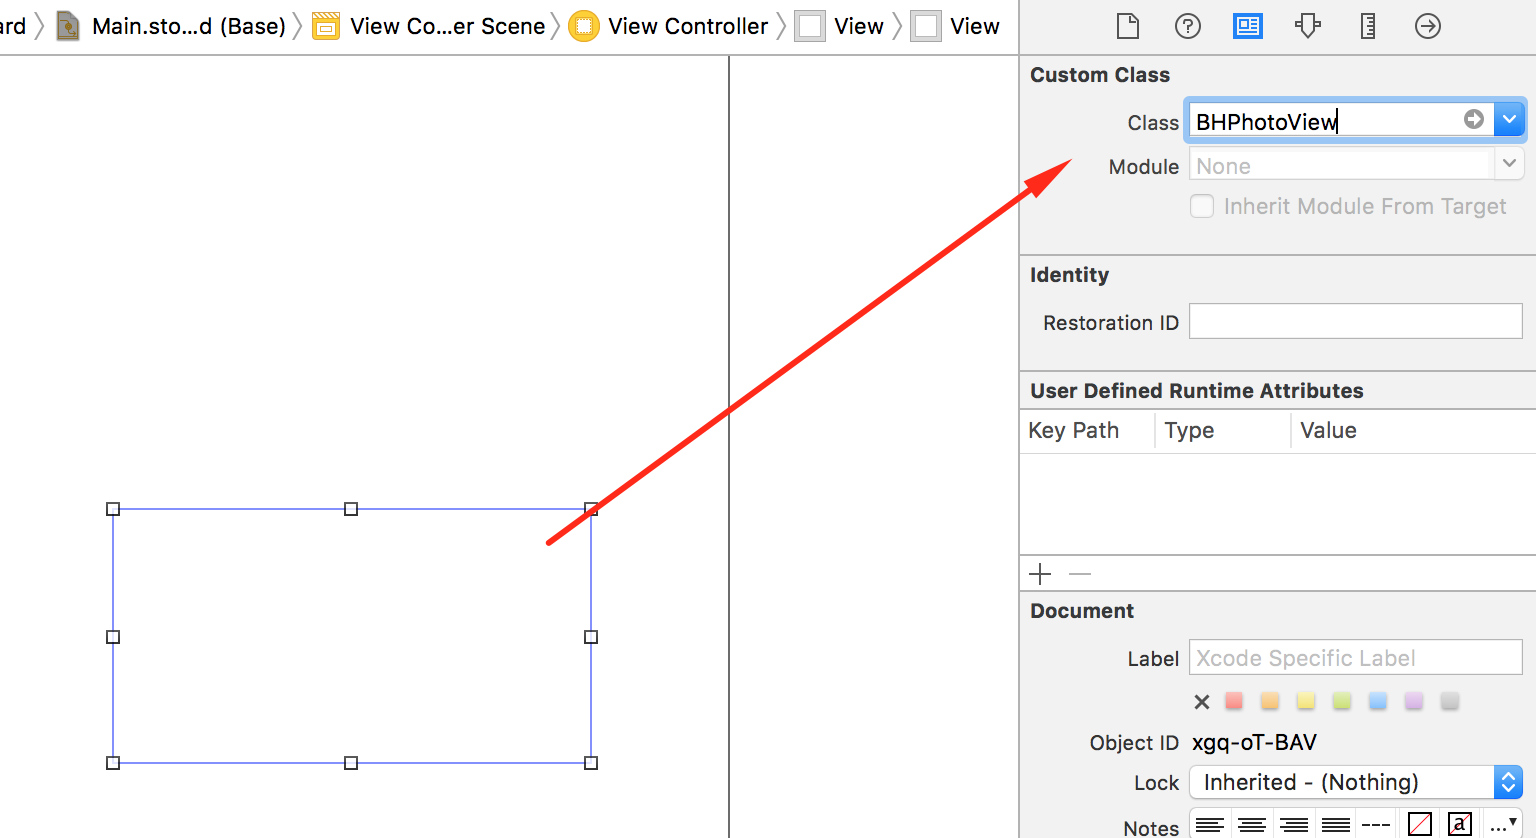 ard Main.sto...d (Base) View Co...er Scene View Controller View View
Custom Class
Class BHPhotoView
Module None
Inherit Module From Target
Identity
Restoration ID
User Defined Runtime Attributes
Key Path Type Value
Document
Label Xcode Specific Label
Object ID xgq-oT-BAV
Lock Inherited - (Nothing)
Notes a ...